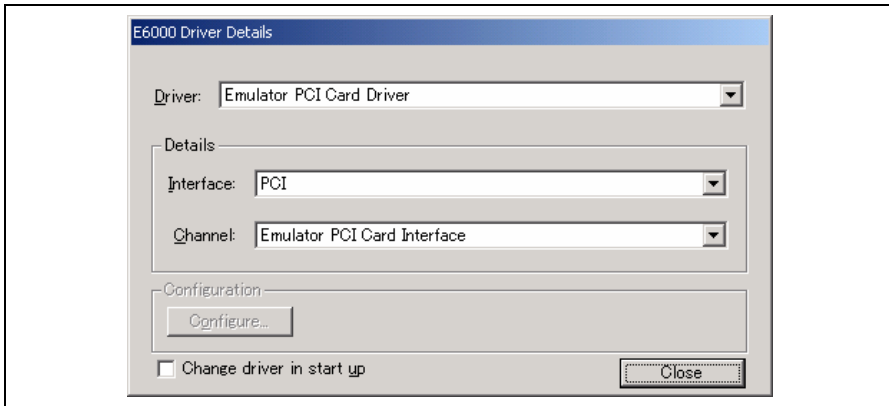 E6000 Driver Details
Driver: Emulator PCI Card Driver
Details
Interface: PCI
Channel: Emulator PCI Card Interface
Configuration
Configure...
Change driver in start up
Close